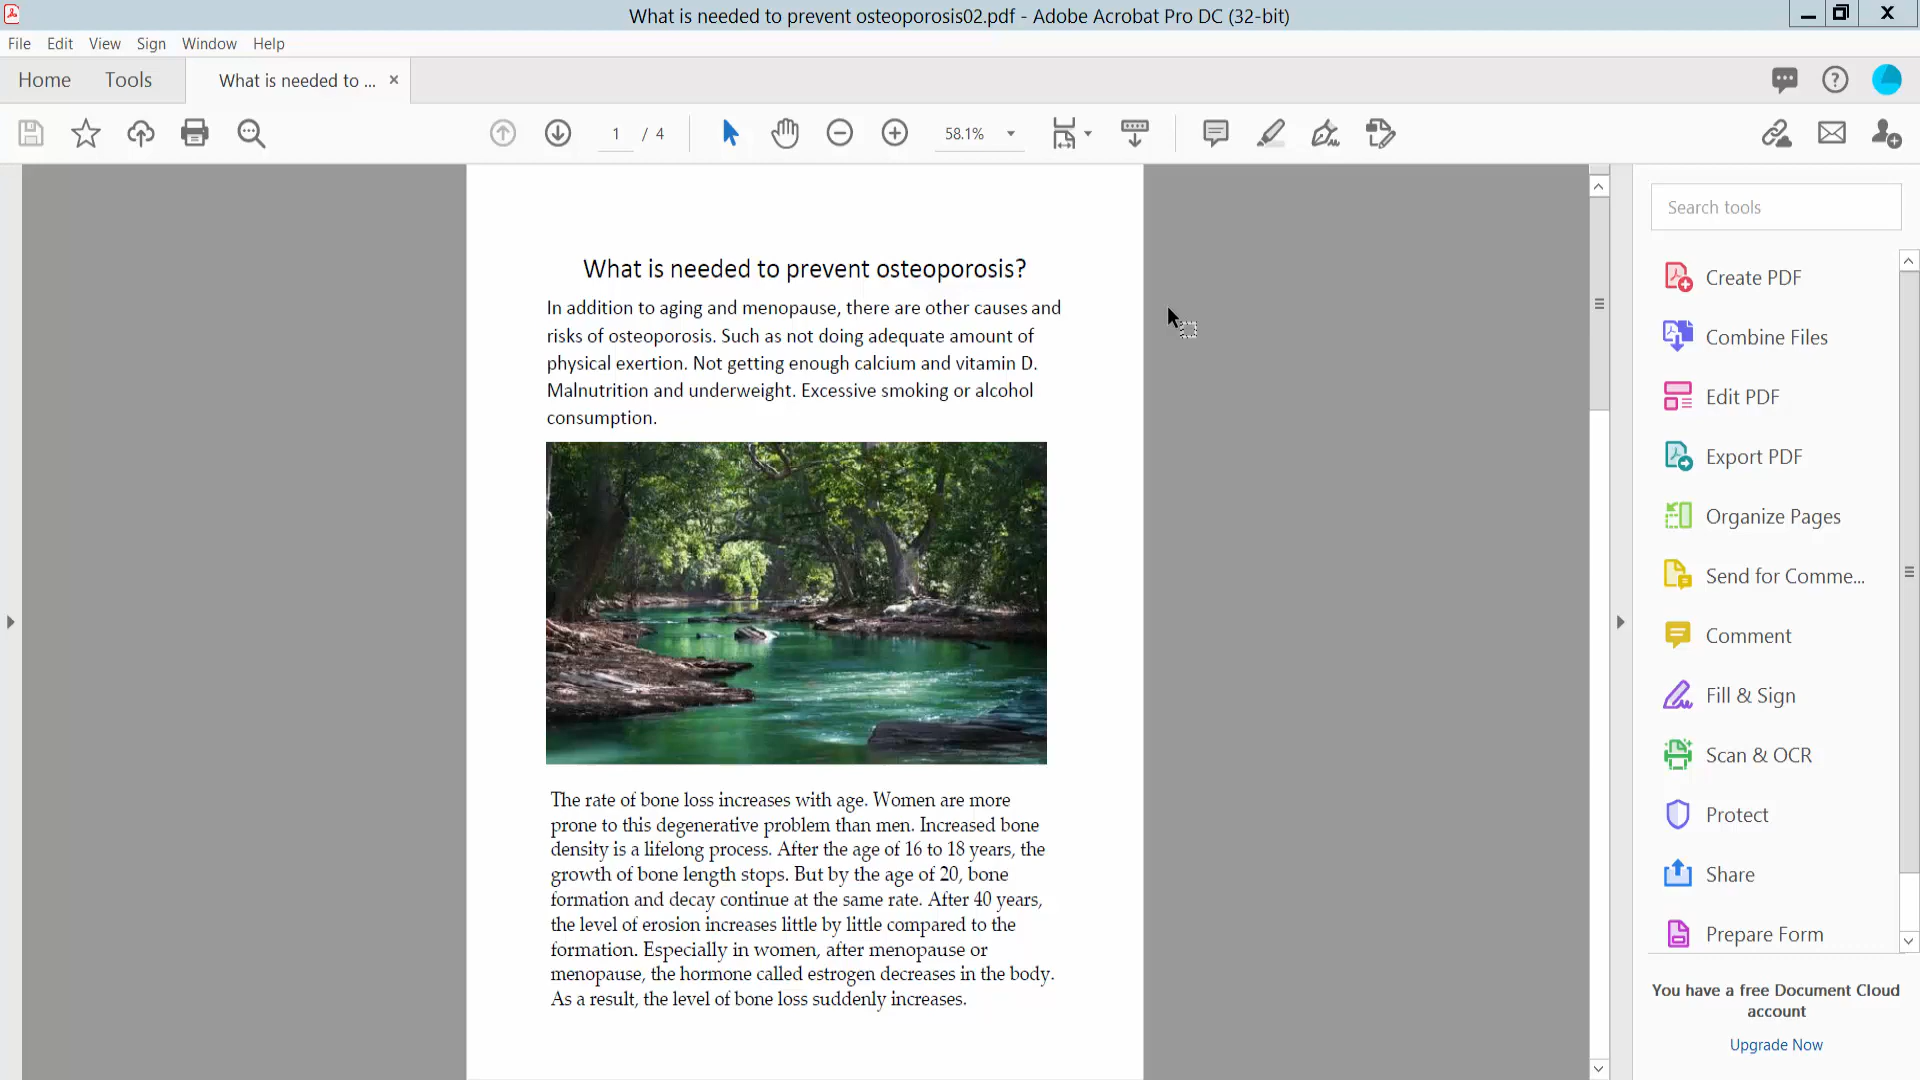 What is needed to prevent osteoporosis02.pdf - Adobe Acrobat Pro DC (32-bit)
File Edit View Sign Window Help
Home Tools What is needed to ... ×
1 / 4 58.1%
What is needed to prevent osteoporosis?
In addition to aging and menopause, there are other causes and
risks of osteoporosis. Such as not doing adequate amount of
physical exertion. Not getting enough calcium and vitamin D.
Malnutrition and underweight. Excessive smoking or alcohol
consumption.
The rate of bone loss increases with age. Women are more
prone to this degenerative problem than men. Increased bone
density is a lifelong process. After the age of 16 to 18 years, the
growth of bone length stops. But by the age of 20, bone
formation and decay continue at the same rate. After 40 years,
the level of erosion increases little by little compared to the
formation. Especially in women, after menopause or
menopause, the hormone called estrogen decreases in the body.
As a result, the level of bone loss suddenly increases.
Search tools
Create PDF
Combine Files
Edit PDF
Export PDF
Organize Pages
Send for Comme...
Comment
Fill & Sign
Scan & OCR
Protect
Share
Prepare Form
You have a free Document Cloud
account
Upgrade Now